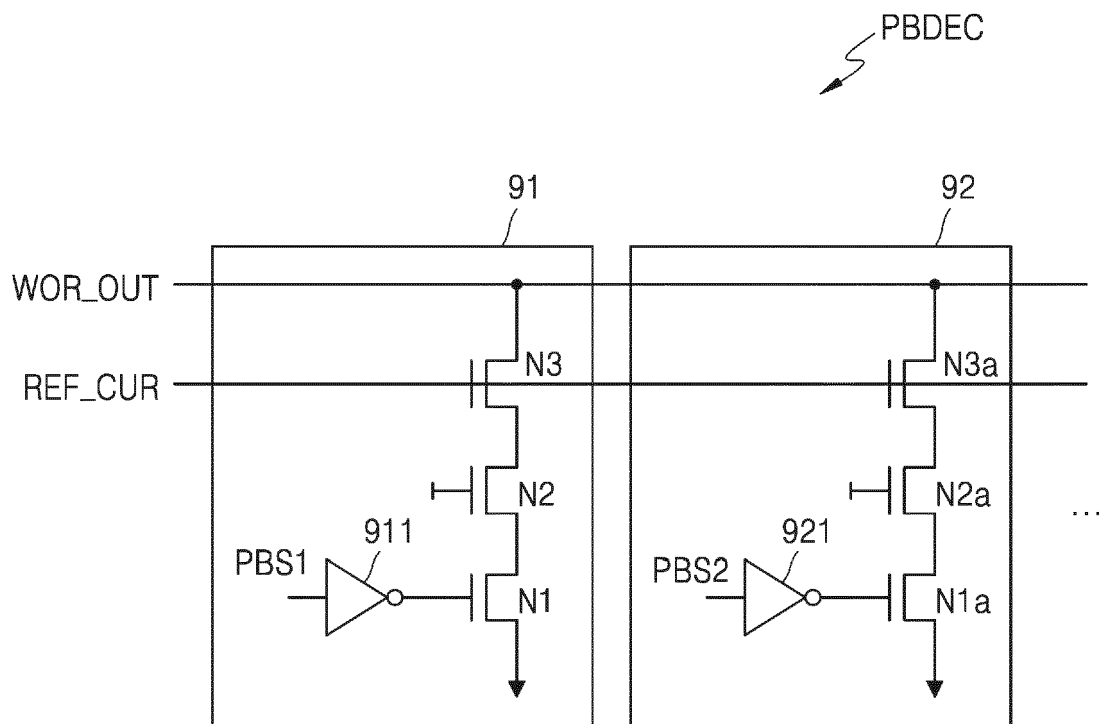 PBDEC
91
92
WOR_OUT
REF_CUR
N3
N3a
N2
N2a
...
PBS1
911
N1
PBS2
921
N1a